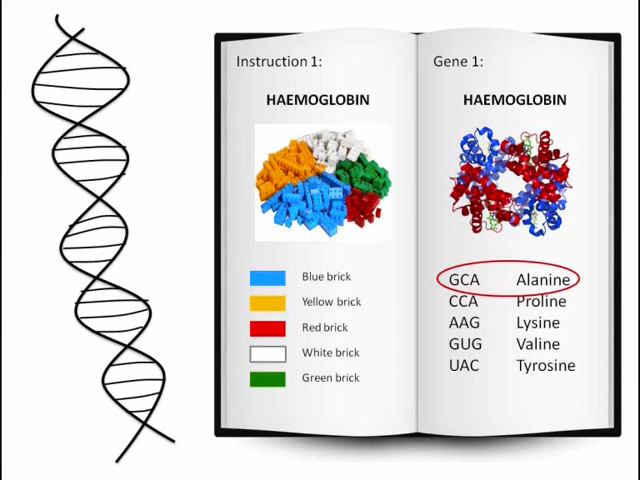 Instruction 1:
HAEMOGLOBIN
Blue brick
Yellow brick
Red brick
White brick
Green brick
Gene 1:
HAEMOGLOBIN
GCA Alanine
CCA Proline
AAG Lysine
GUG Valine
UAC Tyrosine